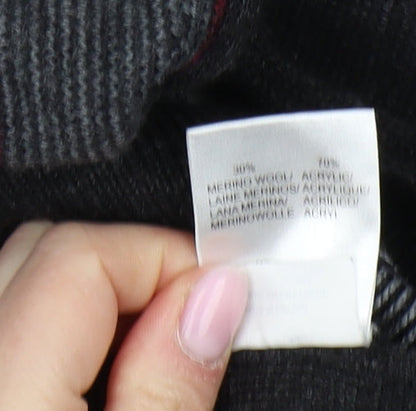 30% 70%
MERINO WOOL/ ACRYLIC/
LAINE MERINOS/ ACRYLIQUE/
LANA MERINA/ ACRILICO/
MERINOWOLLE ACRYL